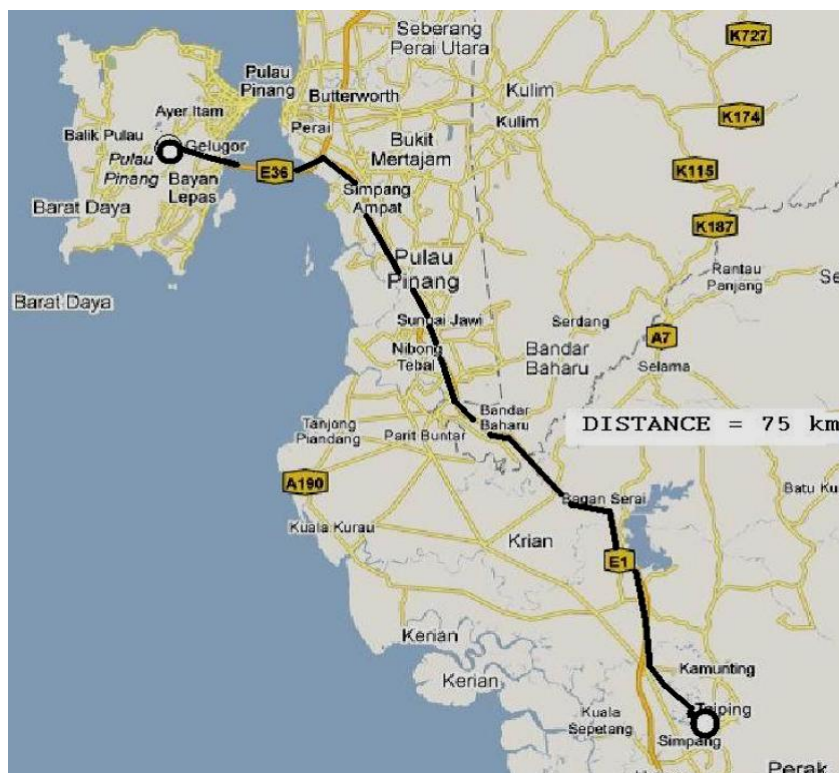 Seberang
Perai Utara
K727
Pulau
Pinang
Butterworth
Kulim
K174
Ayer Itam
Perai
Kulim
Balik Pulau
Gelugor
Bukit
Mertajam
Pulau
Pinang
E36
K115
Bayan
Lepas
Simpang
Ampat
Barat Daya
K187
Pulau
Pinang
Rantau
Panjang
Se
Barat Daya
Sungai Jawi
Serdang
A7
Nibong
Tebal
Bandar
Baharu
Selama
Bandar
Baharu
Tanjong
Piandang
Parit Buntar
DISTANCE = 75 km
A190
Batu Ku
Bagan Serai
Kuala Kurau
Krian
E1
Kerian
Kamunting
Kerian
Taiping
Kuala
Sepetang
Simpang
Perak